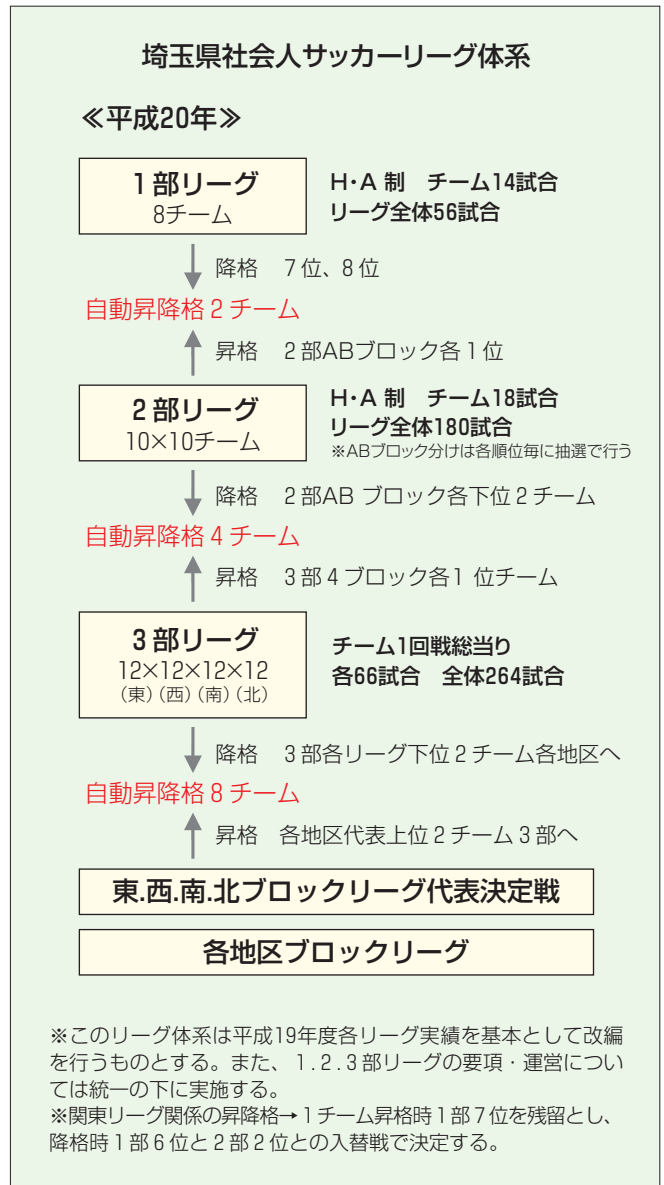 埼玉県社会人サッカーリーグ体系
≪平成20年≫
1部リーグ
8チーム
H･A 制　チーム14試合
リーグ全体56試合
降格　7位、8位
自動昇降格2チーム
昇格　2部ABブロック各1位
2部リーグ
10×10チーム
H･A 制　チーム18試合
リーグ全体180試合
※ABブロック分けは各順位毎に抽選で行う
降格　2部AB ブロック各下位2チーム
自動昇降格4チーム
昇格　3部4ブロック各1 位チーム
3部リーグ
12×12×12×12
（東）（西）（南）（北）
チーム1回戦総当り
各66試合　全体264試合
降格　3部各リーグ下位2チーム各地区へ
自動昇降格8チーム
昇格　各地区代表上位2チーム3部へ
東.西.南.北ブロックリーグ代表決定戦
各地区ブロックリーグ
※このリーグ体系は平成19年度各リーグ実績を基本として改編
を行うものとする。また、1.2.3部リーグの要項・運営につい
ては統一の下に実施する。
※関東リーグ関係の昇降格→1チーム昇格時1部7位を残留とし、
降格時1部6位と2部2位との入替戦で決定する。